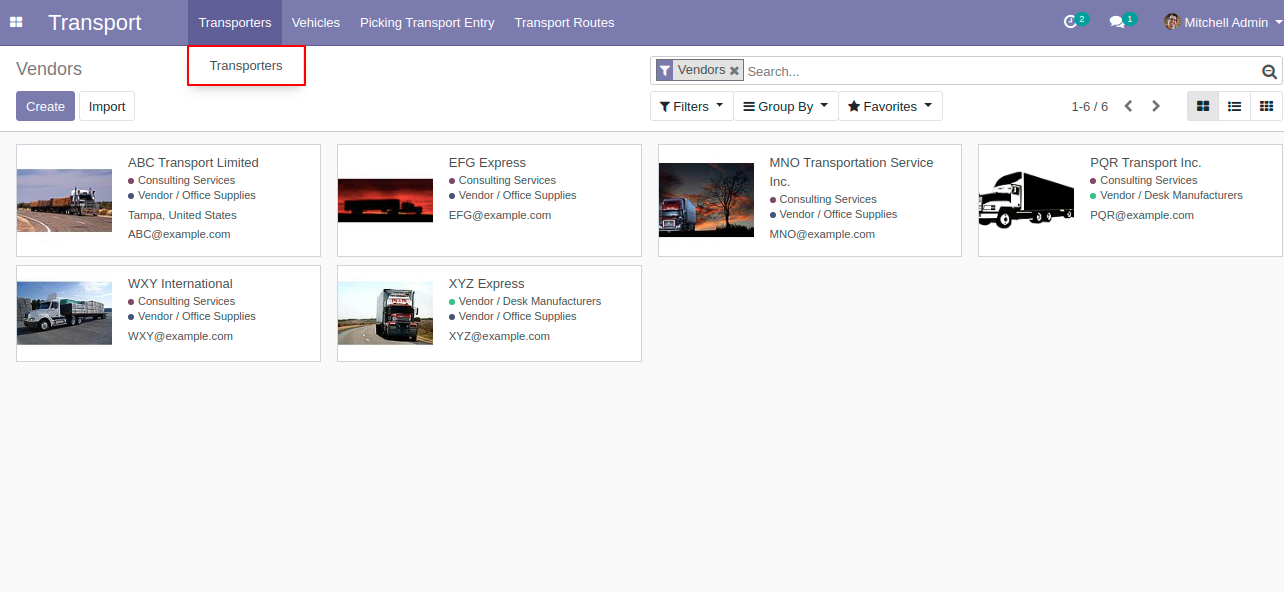 Transport
Transporters
Vehicles
Picking Transport Entry
Transport Routes
2
1
Mitchell Admin
Transporters
Vendors
Vendors
Search...
Create
Import
Filters
Group By
Favorites
1-6 / 6
ABC Transport Limited
Consulting Services
Vendor / Office Supplies
Tampa, United States
ABC@example.com
EFG Express
Consulting Services
Vendor / Office Supplies
EFG@example.com
MNO Transportation Service
Inc.
Consulting Services
Vendor / Office Supplies
MNO@example.com
PQR Transport Inc.
Consulting Services
Vendor / Desk Manufacturers
PQR@example.com
WXY International
Consulting Services
Vendor / Office Supplies
WXY@example.com
XYZ Express
Vendor / Desk Manufacturers
Vendor / Office Supplies
XYZ@example.com